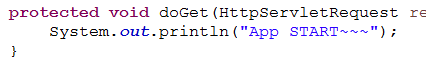 protected void doGet(HttpServletRequest re
System.out.println("App START~~~");
}